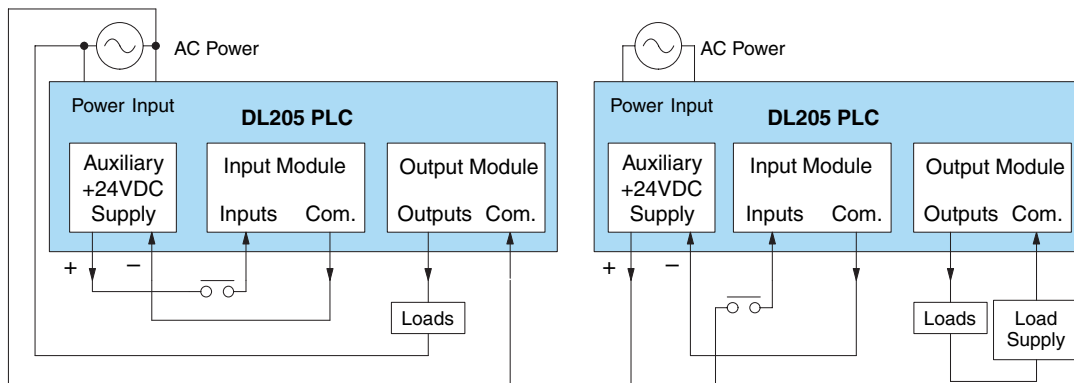 AC Power
Power Input
DL205 PLC
Auxiliary
+24VDC
Supply
Input Module
Inputs Com.
Output Module
Outputs Com.
+ −
Loads
AC Power
Power Input
DL205 PLC
Auxiliary
+24VDC
Supply
Input Module
Inputs Com.
Output Module
Outputs Com.
+ −
Loads
Load
Supply